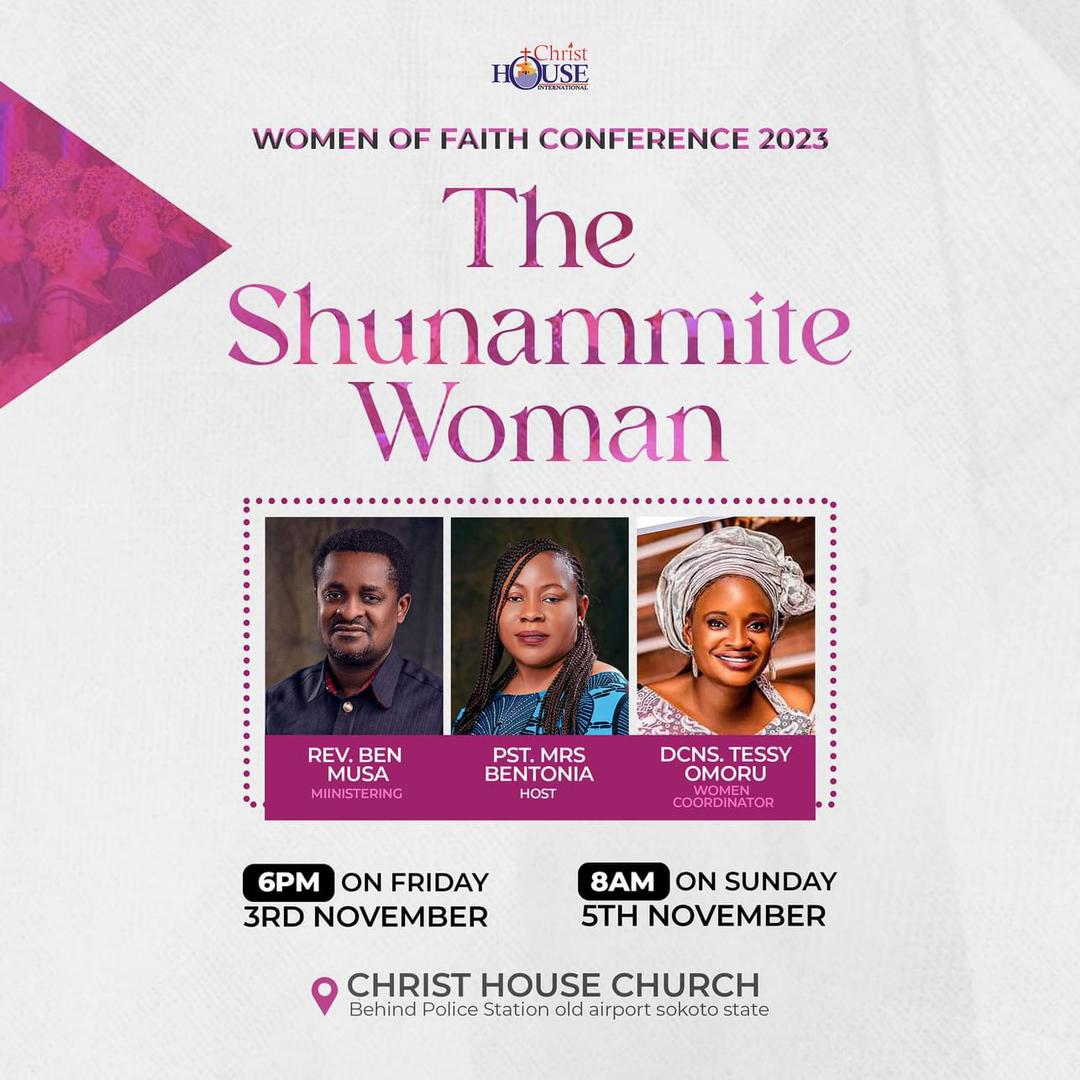 Christ
HOUSE
INTERNATIONAL
WOMEN OF FAITH CONFERENCE 2023
The
Shunammite
Woman
REV. BEN
MUSA
MIINISTERING
PST. MRS
BENTONIA
HOST
DCNS. TESSY
OMORU
WOMEN
COORDINATOR
6PM ON FRIDAY
3RD NOVEMBER
8AM ON SUNDAY
5TH NOVEMBER
CHRIST HOUSE CHURCH
Behind Police Station old airport sokoto state